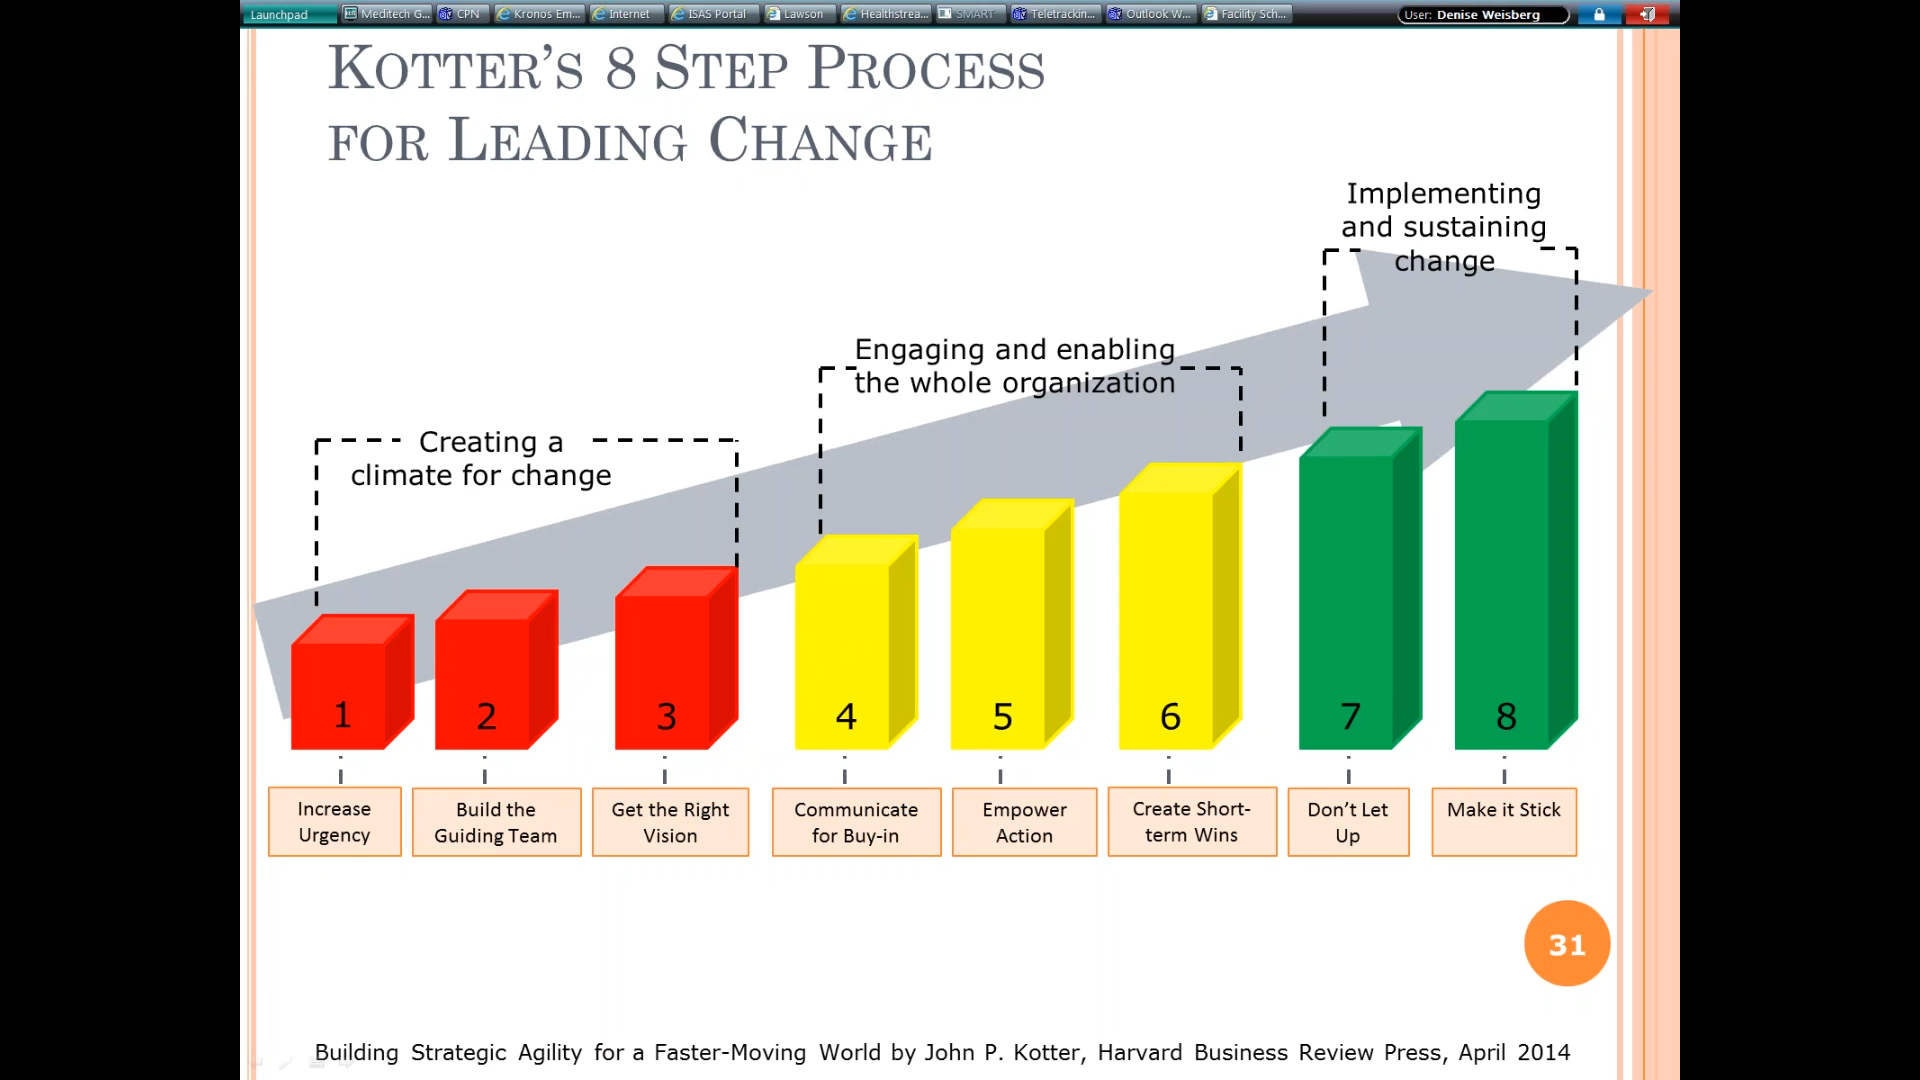 Launchpad
Meditech G...
CPN
Kronos Em...
Internet
ISAS Portal
Lawson
Healthstrea...
SMART
Teletrackin...
Outlook W...
Facility Sch...
User: Denise Weisberg
KOTTER'S 8 STEP PROCESS
FOR LEADING CHANGE
Implementing
and sustaining
change
Engaging and enabling
the whole organization
Creating a
climate for change
1
2
3
4
5
6
7
8
Increase
Urgency
Build the
Guiding Team
Get the Right
Vision
Communicate
for Buy-in
Empower
Action
Create Short-
term Wins
Don't Let
Up
Make it Stick
31
Building Strategic Agility for a Faster-Moving World by John P. Kotter, Harvard Business Review Press, April 2014